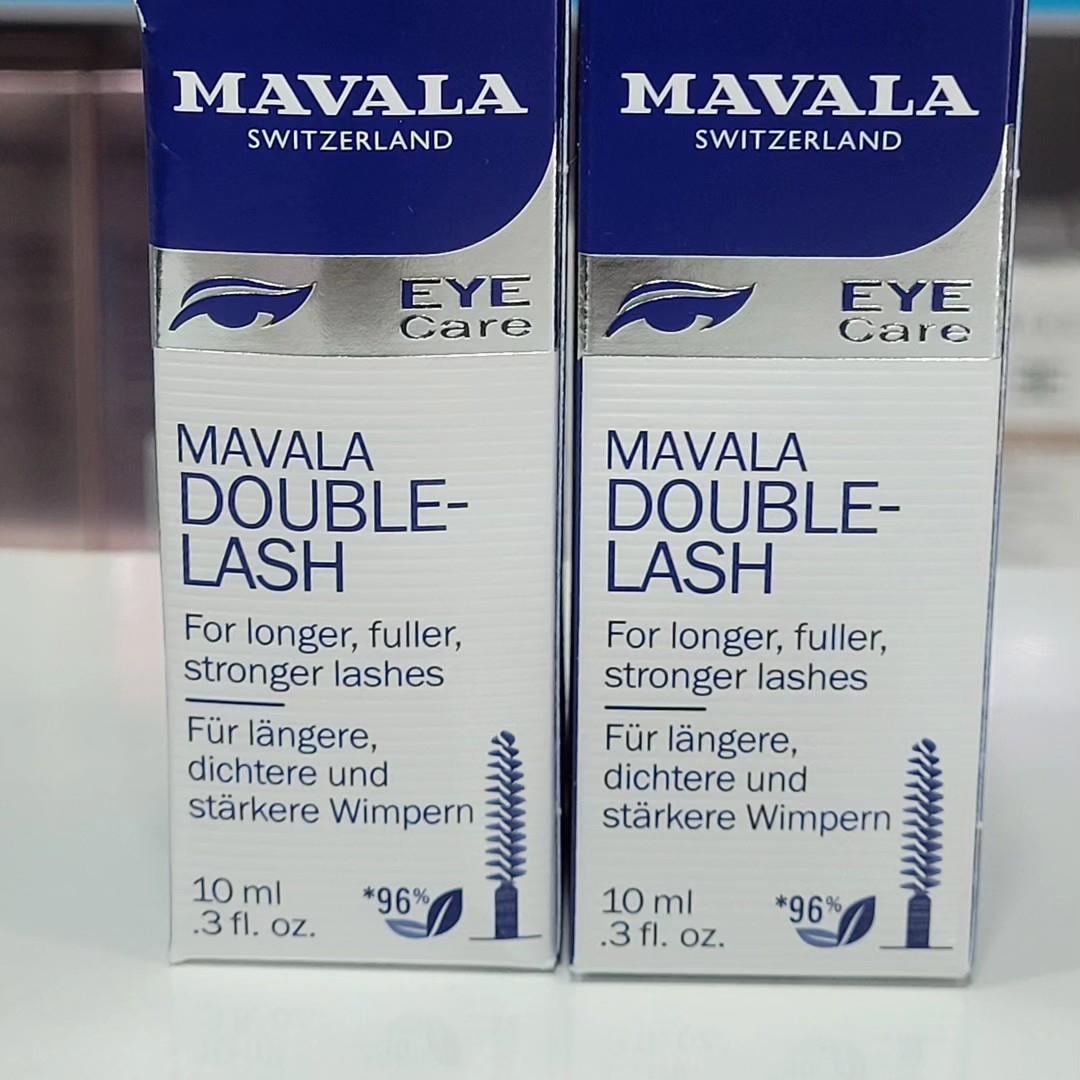 MAVALA
SWITZERLAND
EYE
Care
MAVALA
DOUBLE-
LASH
For longer, fuller,
stronger lashes
Für längere,
dichtere und
stärkere Wimpern
10 ml
.3 fl. oz.
*96%
MAVALA
SWITZERLAND
EYE
Care
MAVALA
DOUBLE-
LASH
For longer, fuller,
stronger lashes
Für längere,
dichtere und
stärkere Wimpern
10 ml
.3 fl. oz.
*96%